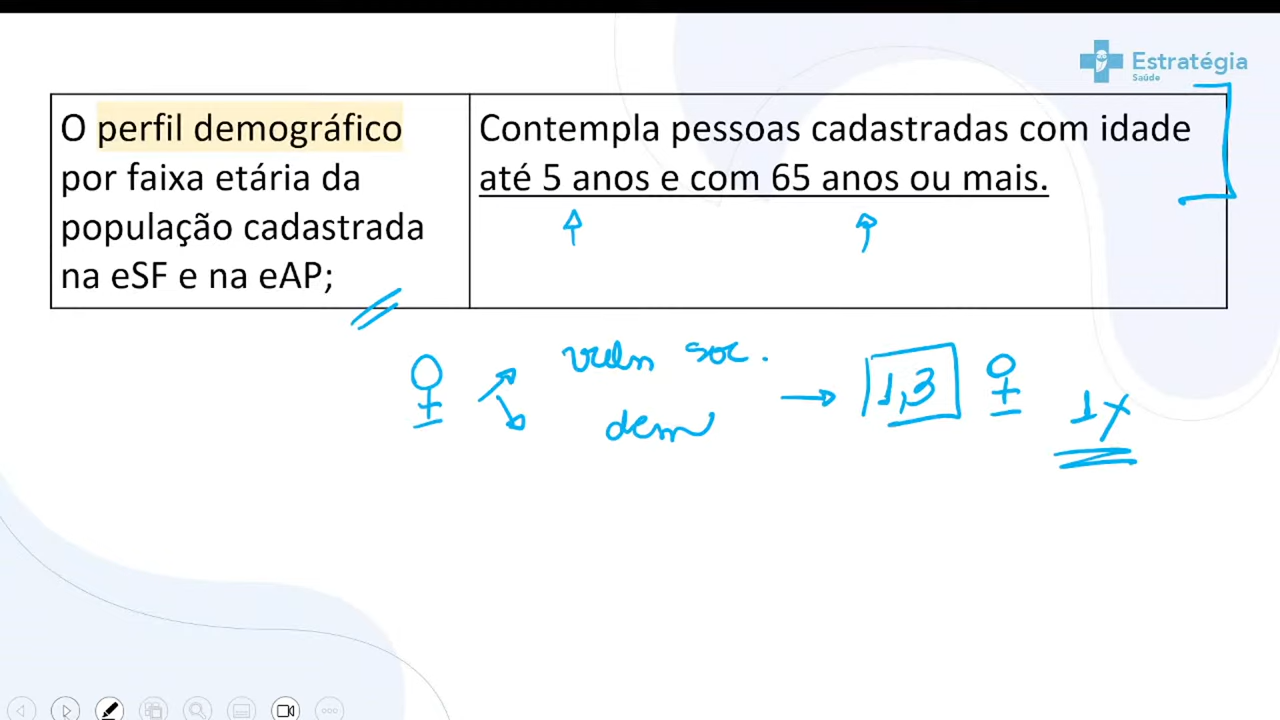 Estratégia
Saúde
O perfil demográfico
por faixa etária da
população cadastrada
na eSF e na eAP;
Contempla pessoas cadastradas com idade
até 5 anos e com 65 anos ou mais.
vuln soc.
dem
1,3
1x